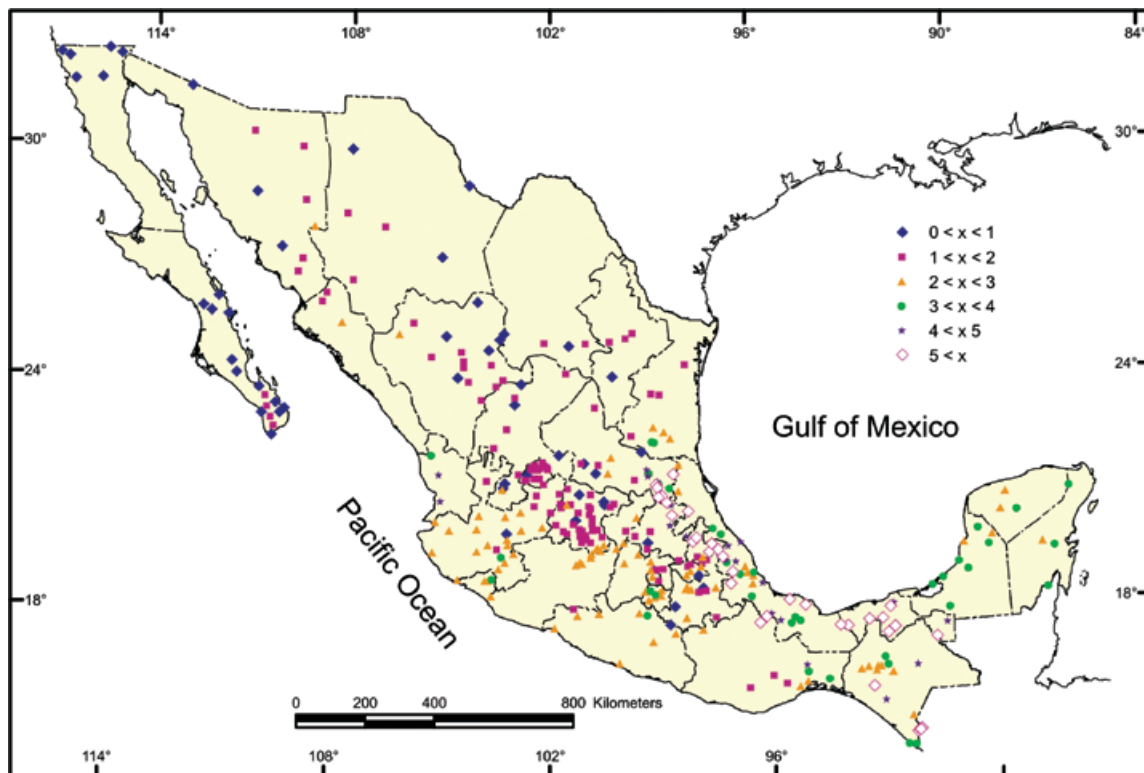 114° 108° 102° 96° 90° 84°
30° 30°
0 < x < 1
1 < x < 2
2 < x < 3
3 < x < 4
4 < x 5
5 < x
24° 24°
Gulf of Mexico
Pacific Ocean
18° 18°
0 200 400 800 Kilometers
114° 108° 102° 96°